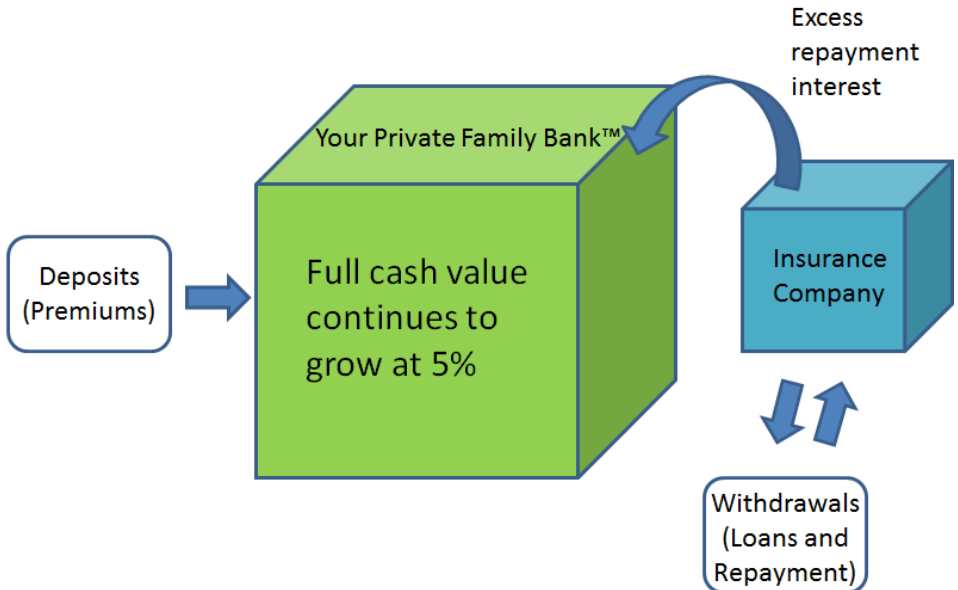 Excess
repayment
interest
Your Private Family Bank™
Deposits
(Premiums)
Full cash value
continues to
grow at 5%
Insurance
Company
Withdrawals
(Loans and
Repayment)